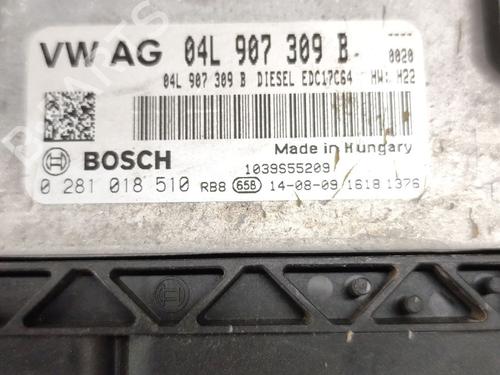 VW AG 04L 907 309 B
0020
04L 907 309 B DIESEL EDC17C64 HW: H22
Made in Hungary
BOSCH
1039S55209
0 281 018 510 RB8 65B 14-08-09 1618 1376